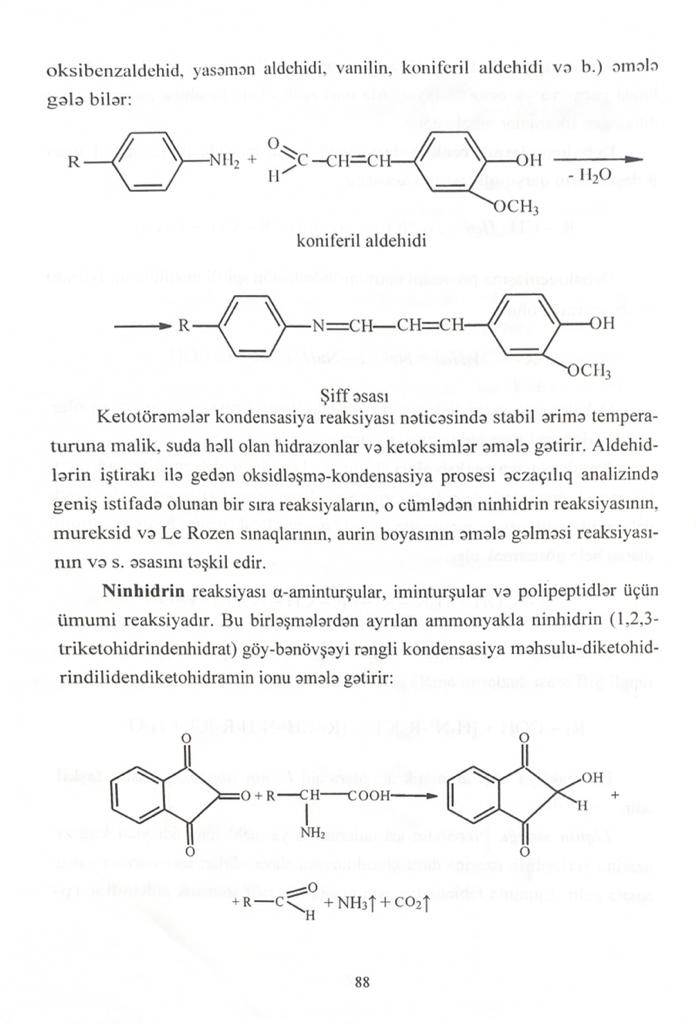 oksibenzaldehid, yasəmən aldehidi, vanilin, koniferil aldehidi və b.) əmələ
gələ bilər:
R NH₂ + O H C—CH=CH OH - H₂O
OCH₃
koniferil aldehidi
R N=CH—CH=CH OH
OCH₃
Şiff əsası
Ketotörəmələr kondensasiya reaksiyası nəticəsində stabil ərimə tempera-
turuna malik, suda həll olan hidrazonlar və ketoksimlər əmələ gətirir. Aldehid-
lərin iştirakı ilə gedən oksidləşmə-kondensasiya prosesi əczaçılıq analizində
geniş istifadə olunan bir sıra reaksiyaların, o cümlədən ninhidrin reaksiyasının,
mureksid və Le Rozen sınaqlarının, aurin boyasının əmələ gəlməsi reaksiyası-
nın və s. əsasını təşkil edir.
Ninhidrin reaksiyası α-aminturşular, iminturşular və polipeptidlər üçün
ümumi reaksiyadır. Bu birləşmələrdən ayrılan ammonyakla ninhidrin (1,2,3-
triketohidrindenhidrat) göy-bənövşəyi rəngli kondensasiya məhsulu-diketohid-
rindilidendiketohidramin ionu əmələ gətirir:
O O
=O + R—CH—COOH OH H +
NH₂
O O
+ R—C O H + NH₃↑ + CO₂↑
88